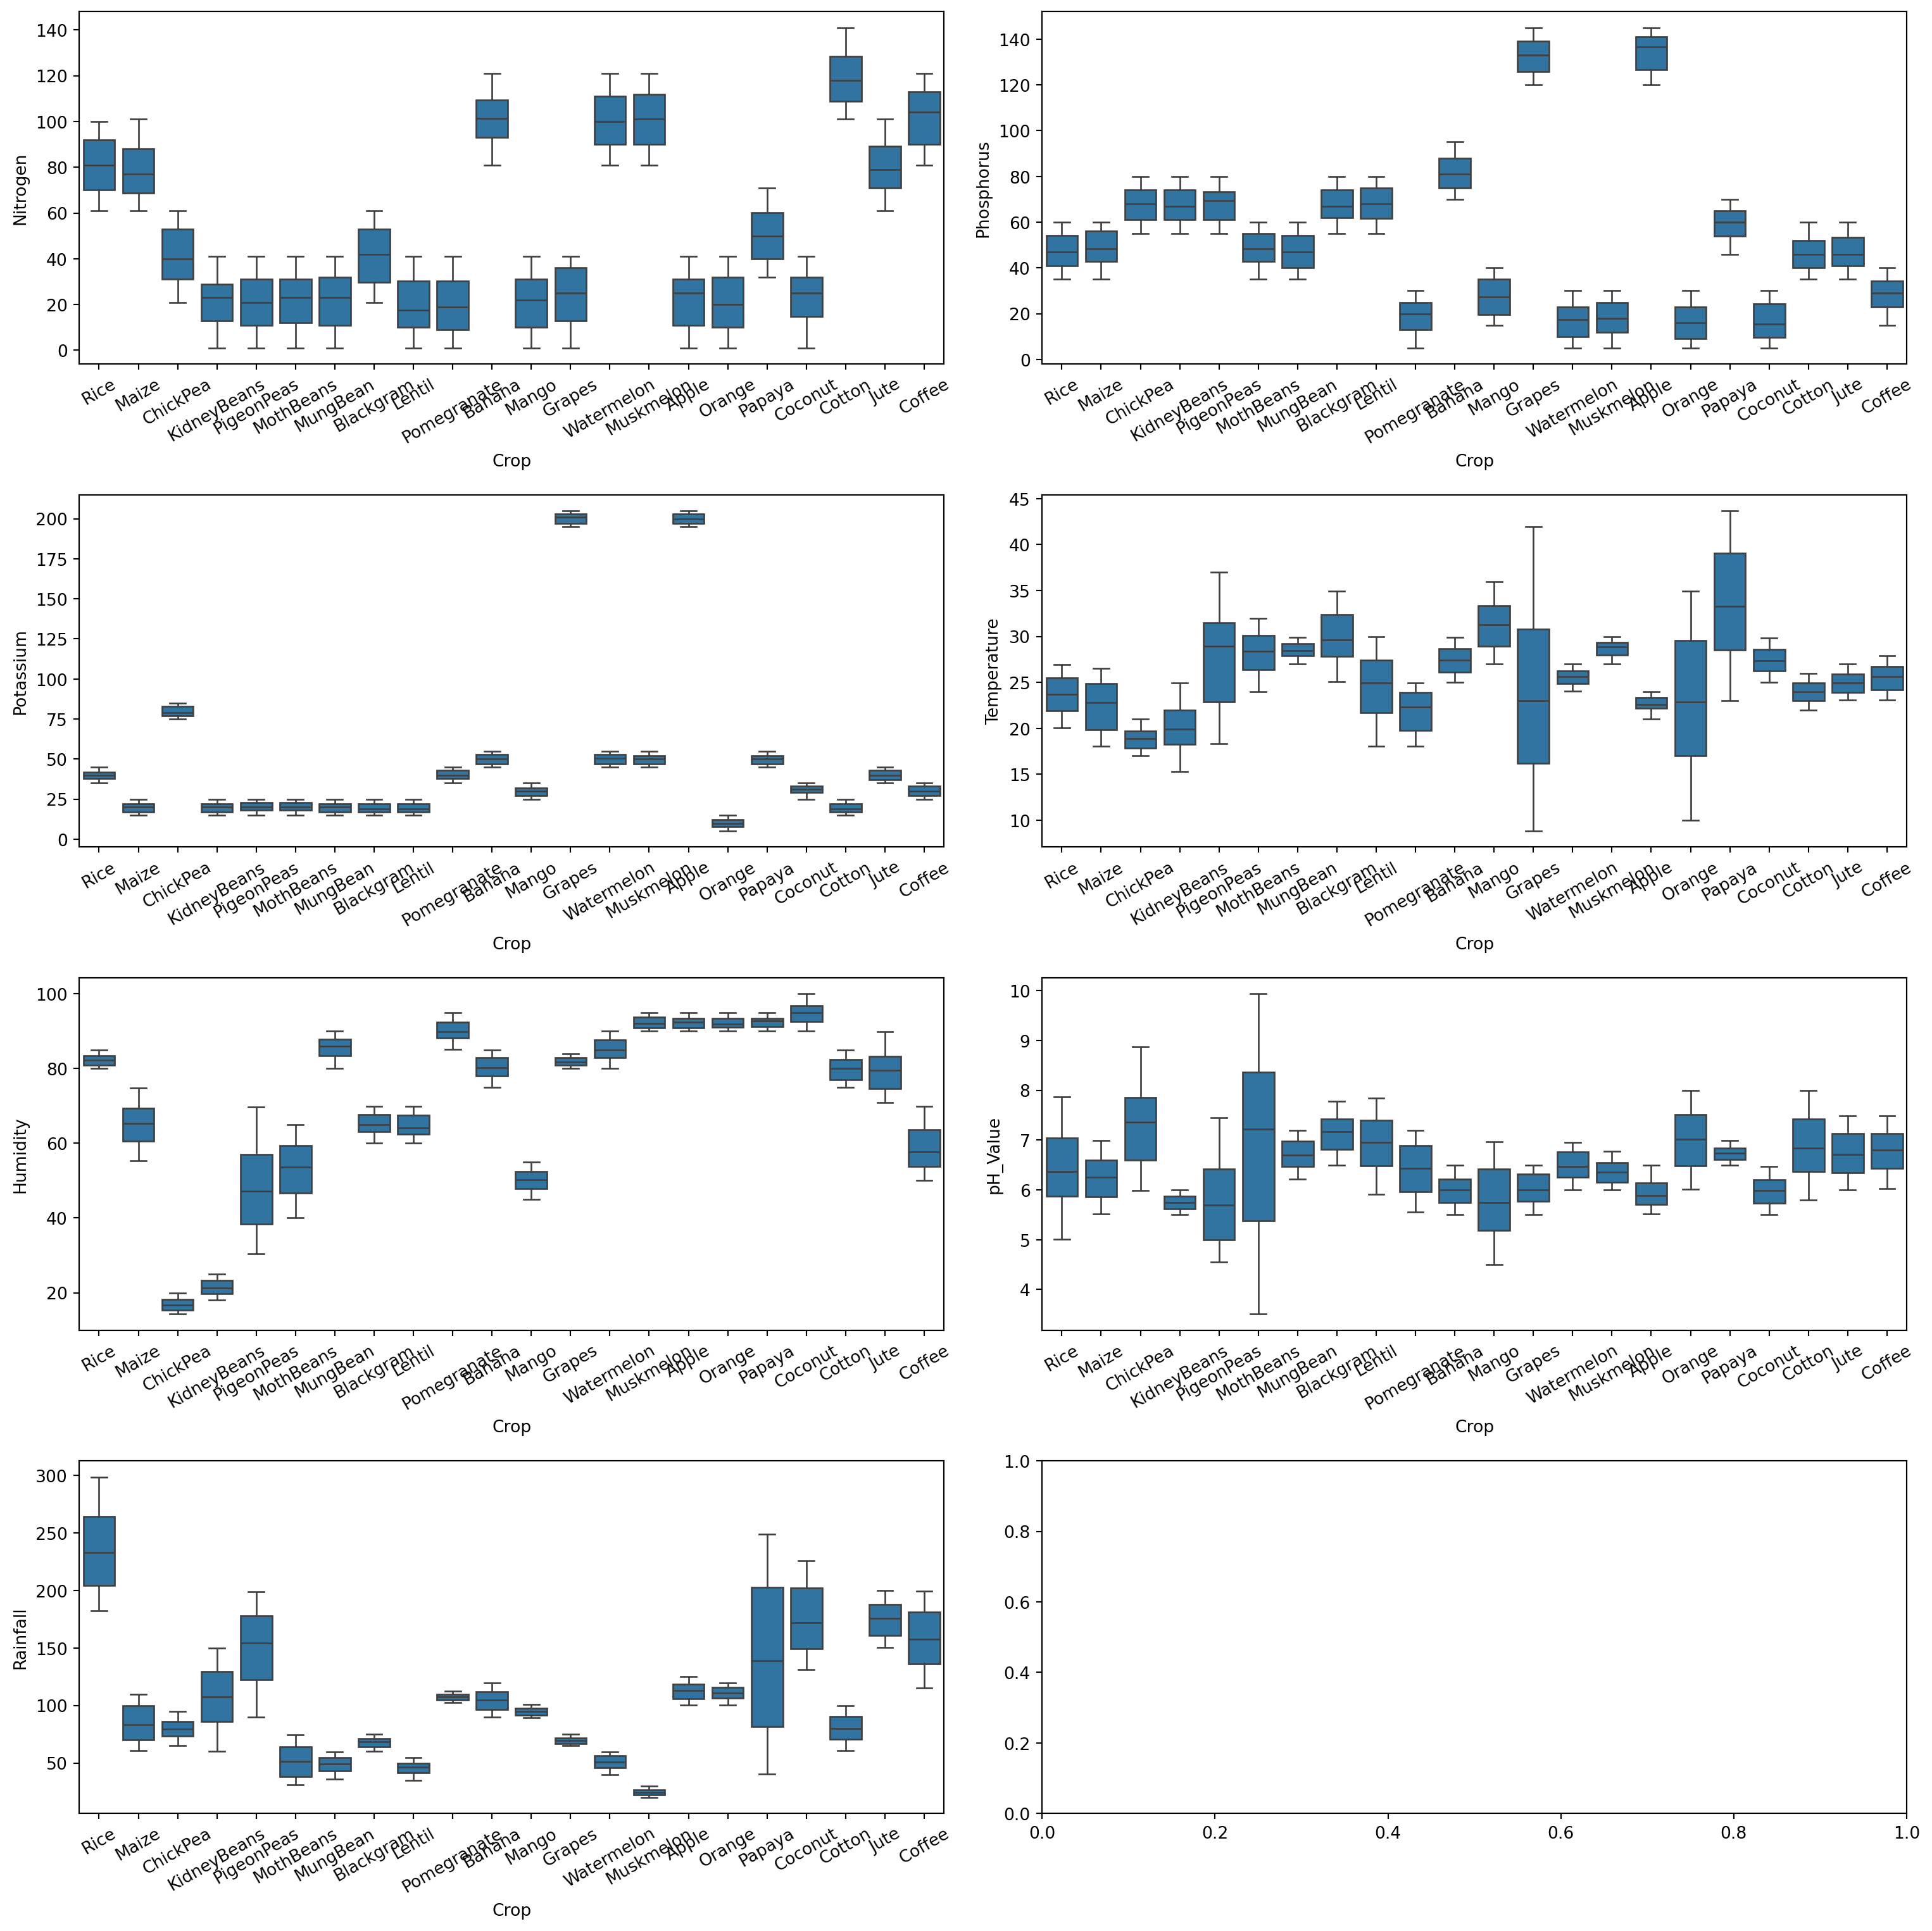 Nitrogen
140
120
100
80
60
40
20
0
Rice Maize ChickPea KidneyBeans PigeonPeas MothBeans MungBean Blackgram Lentil Pomegranate Banana Mango Grapes Watermelon Muskmelon Apple Orange Papaya Coconut Cotton Jute Coffee
Crop
Phosphorus
140
120
100
80
60
40
20
0
Rice Maize ChickPea KidneyBeans PigeonPeas MothBeans MungBean Blackgram Lentil Pomegranate Banana Mango Grapes Watermelon Muskmelon Apple Orange Papaya Coconut Cotton Jute Coffee
Crop
Potassium
200
175
150
125
100
75
50
25
0
Rice Maize ChickPea KidneyBeans PigeonPeas MothBeans MungBean Blackgram Lentil Pomegranate Banana Mango Grapes Watermelon Muskmelon Apple Orange Papaya Coconut Cotton Jute Coffee
Crop
Temperature
45
40
35
30
25
20
15
10
Rice Maize ChickPea KidneyBeans PigeonPeas MothBeans MungBean Blackgram Lentil Pomegranate Banana Mango Grapes Watermelon Muskmelon Apple Orange Papaya Coconut Cotton Jute Coffee
Crop
Humidity
100
80
60
40
20
Rice Maize ChickPea KidneyBeans PigeonPeas MothBeans MungBean Blackgram Lentil Pomegranate Banana Mango Grapes Watermelon Muskmelon Apple Orange Papaya Coconut Cotton Jute Coffee
Crop
pH_Value
10
9
8
7
6
5
4
Rice Maize ChickPea KidneyBeans PigeonPeas MothBeans MungBean Blackgram Lentil Pomegranate Banana Mango Grapes Watermelon Muskmelon Apple Orange Papaya Coconut Cotton Jute Coffee
Crop
Rainfall
300
250
200
150
100
50
Rice Maize ChickPea KidneyBeans PigeonPeas MothBeans MungBean Blackgram Lentil Pomegranate Banana Mango Grapes Watermelon Muskmelon Apple Orange Papaya Coconut Cotton Jute Coffee
Crop
1.0
0.8
0.6
0.4
0.2
0.0
0.0 0.2 0.4 0.6 0.8 1.0